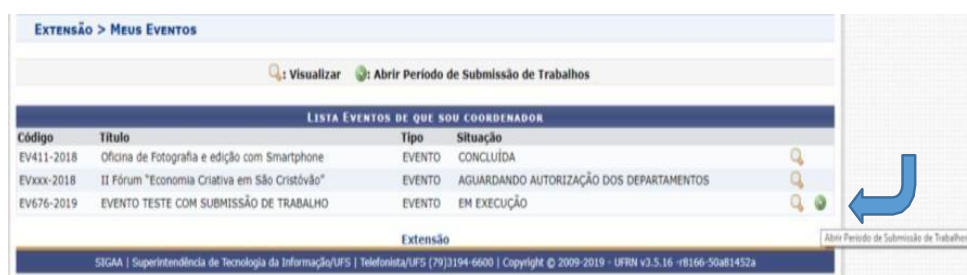 Extensão > Meus Eventos
: Visualizar : Abrir Período de Submissão de Trabalhos
Lista Eventos de que sou coordenador
Código Título Tipo Situação
EV411-2018 Oficina de Fotografia e edição com Smartphone EVENTO CONCLUÍDA
EVxxx-2018 II Fórum "Economia Criativa em São Cristóvão" EVENTO AGUARDANDO AUTORIZAÇÃO DOS DEPARTAMENTOS
EV676-2019 EVENTO TESTE COM SUBMISSÃO DE TRABALHO EVENTO EM EXECUÇÃO
Abrir Período de Submissão de Trabalhos
Extensão
SIGAA | Superintendência de Tecnologia da Informação/UFS | Telefonista/UFS (79)3194-6600 | Copyright © 2009-2019 - UFRN v3.5.16 -r8166-50a81452a